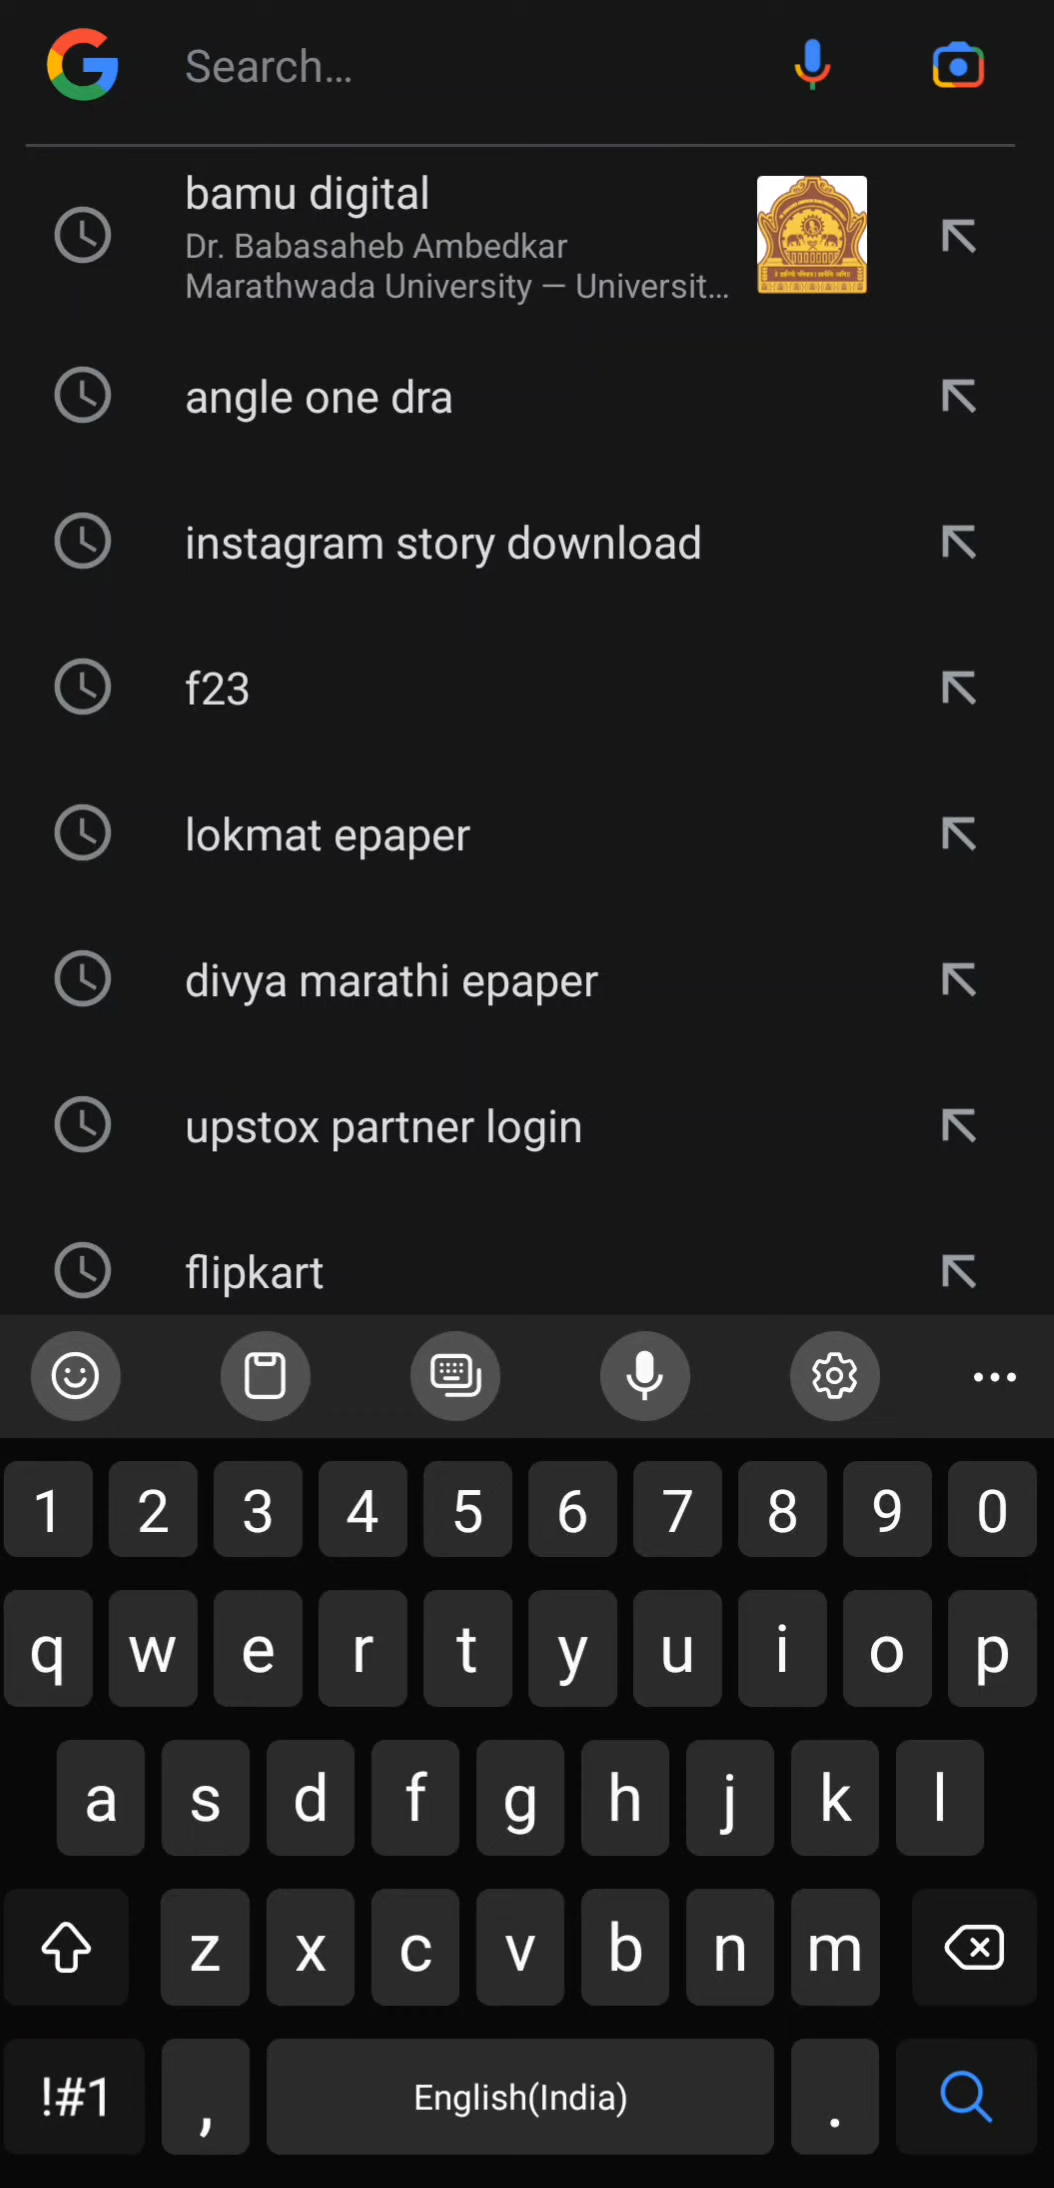 Search...
bamu digital
Dr. Babasaheb Ambedkar
Marathwada University — Universit...
angle one dra
instagram story download
f23
lokmat epaper
divya marathi epaper
upstox partner login
flipkart
1 2 3 4 5 6 7 8 9 0
q w e r t y u i o p
a s d f g h j k l
z x c v b n m
!#1 , English(India) .